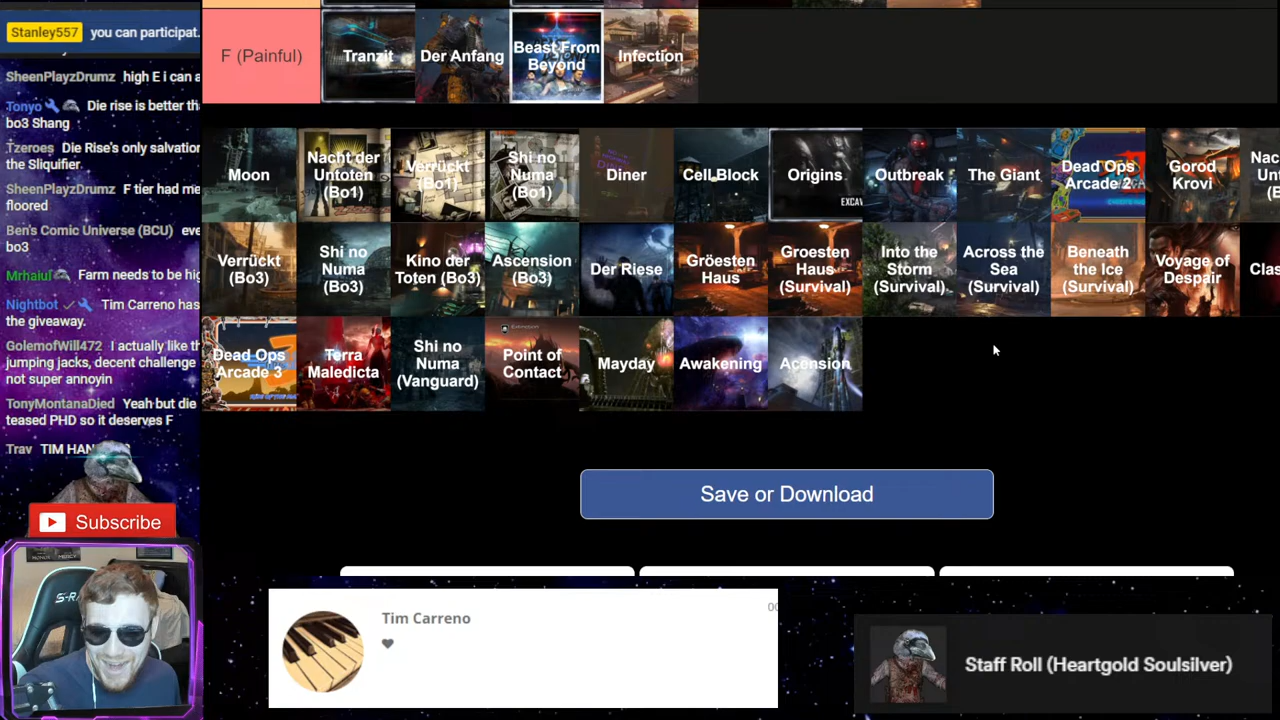 Stanley557 you can participat.
SheenPlayzDrumz high E i can a
Tonyo Die rise is better th
bo3 Shang
Tzeroes Die Rise's only salvation
the Sliquifier.
SheenPlayzDrumz F tier had me
floored
Ben's Comic Universe (BCU) eve
bo3
Mrhaiul Farm needs to be hig
Nightbot Tim Carreno has
the giveaway.
GolemofWill472 I actually like th
jumping jacks, decent challenge
not super annoyin
TonyMontanaDied Yeah but die
teased PHD so it deserves F
Trav TIM HAN
Subscribe
F (Painful)
Tranzit
Der Anfang
Beast From
Beyond
Infection
Moon
Nacht der
Untoten
(Bo1)
Verrückt
(Bo1)
Shi no
Numa
(Bo1)
Diner
Cell Block
Origins
EXCAV
Outbreak
The Giant
Dead Ops
Arcade 2
Gorod
Krovi
Nac
Unt
(B
Verrückt
(Bo3)
Shi no
Numa
(Bo3)
Kino der
Toten (Bo3)
Ascension
(Bo3)
Der Riese
Gröesten
Haus
Groesten
Haus
(Survival)
Into the
Storm
(Survival)
Across the
Sea
(Survival)
Beneath
the Ice
(Survival)
Voyage of
Despair
Clas
Dead Ops
Arcade 3
Terra
Maledicta
Shi no
Numa
(Vanguard)
Extinction
Point of
Contact
Mayday
Awakening
Acension
Save or Download
Tim Carreno
00
♥
Staff Roll (Heartgold Soulsilver)